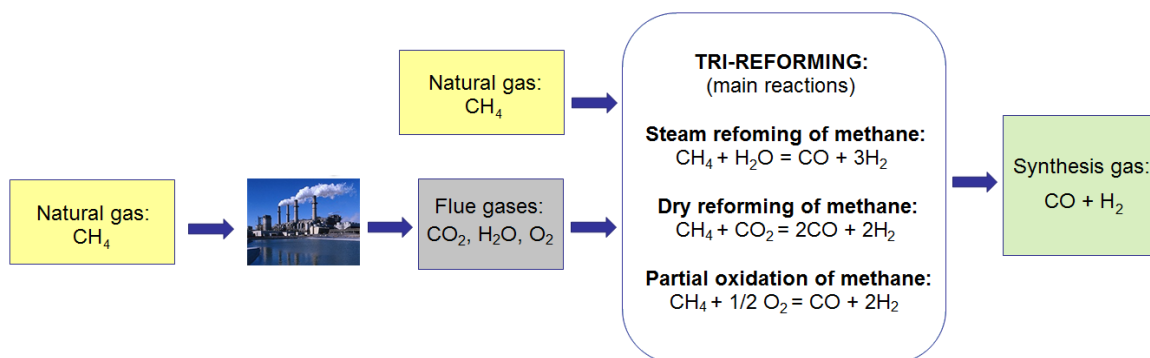 Natural gas:
CH₄
Natural gas:
CH₄
Flue gases:
CO₂, H₂O, O₂
TRI-REFORMING:
(main reactions)
Steam refoming of methane:
CH₄ + H₂O = CO + 3H₂
Dry reforming of methane:
CH₄ + CO₂ = 2CO + 2H₂
Partial oxidation of methane:
CH₄ + 1/2 O₂ = CO + 2H₂
Synthesis gas:
CO + H₂